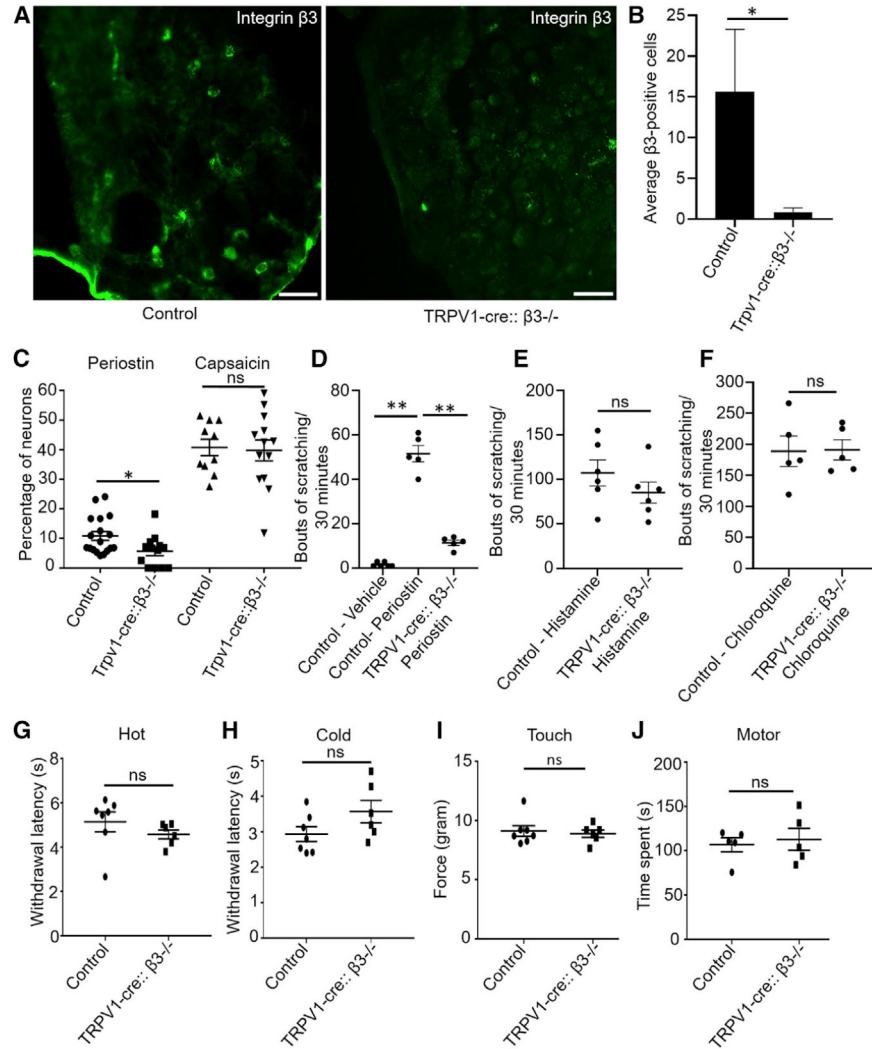 A
Integrin β3
Integrin β3
Control
TRPV1-cre:: β3-/-
B
Average β3-positive cells
25
20
15
10
5
0
*
Control
Trpv1-cre::β3-/-
C
Periostin
Capsaicin
Percentage of neurons
60
50
40
30
20
10
0
*
ns
Control
Trpv1-cre::β3-/-
Control
Trpv1-cre::β3-/-
D
Bouts of scratching/
30 minutes
80
60
40
20
0
**
**
Control - Vehicle
Control- Periostin
TRPV1-cre:: β3-/-
Periostin
E
Bouts of scratching/
30 minutes
200
150
100
50
0
ns
Control - Histamine
TRPV1-cre:: β3-/-
Histamine
F
Bouts of scratching/
30 minutes
300
250
200
150
100
50
0
ns
Control - Chloroquine
TRPV1-cre:: β3-/-
Chloroquine
G
Hot
Withdrawal latency (s)
8
6
4
2
0
ns
Control
TRPV1-cre:: β3-/-
H
Cold
Withdrawal latency (s)
5
4
3
2
1
0
ns
Control
TRPV1-cre:: β3-/-
I
Touch
Force (gram)
15
10
5
0
ns
Control
TRPV1-cre:: β3-/-
J
Motor
Time spent (s)
200
150
100
50
0
ns
Control
TRPV1-cre:: β3-/-